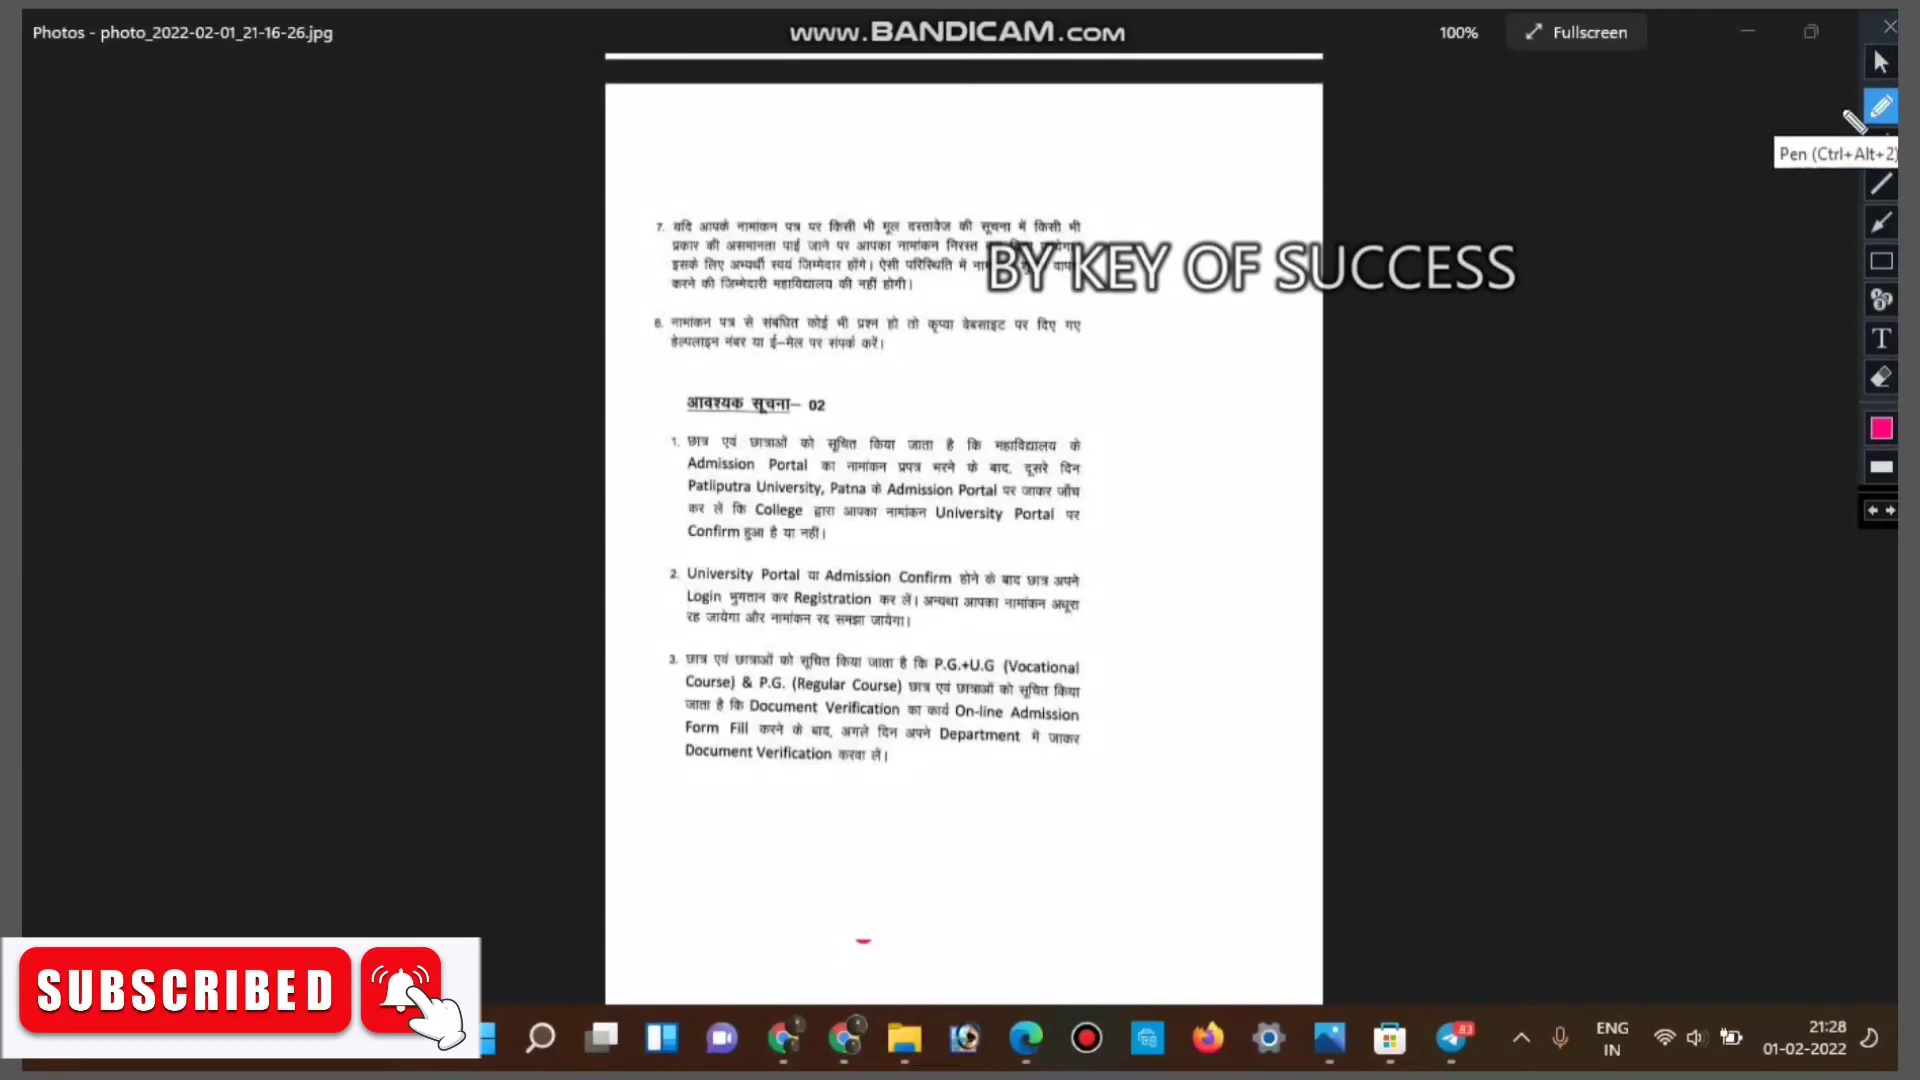 Photos - photo_2022-02-01_21-16-26.jpg
www.BANDICAM.com
100%
Fullscreen
Pen (Ctrl+Alt+2)
7. यदि आपके नामांकन पत्र पर किसी भी मूल दस्तावेज की सूचना में किसी भी
प्रकार की असमानता पाई जाने पर आपका नामांकन निरस्त
इसके लिए अभ्यर्थी स्वयं जिम्मेदार होंगे। ऐसी परिस्थिति में
करने की जिम्मेदारी महाविद्यालय की नहीं होगी।
BY KEY OF SUCCESS
8. नामांकन पत्र से संबंधित कोई भी प्रश्न हो तो कृप्या वेबसाइट पर दिए गए
हेल्पलाइन नंबर या ई–मेल पर संपर्क करें।
आवश्यक सूचना– 02
1. छात्र एवं छात्राओं को सूचित किया जाता है कि महाविद्यालय के
Admission Portal का नामांकन प्रपत्र भरने के बाद, दूसरे दिन
Patliputra University, Patna के Admission Portal पर जाकर जाँच
कर लें कि College द्वारा आपका नामांकन University Portal पर
Confirm हुआ है या नहीं।
2. University Portal या Admission Confirm होने के बाद छात्र अपने
Login भुगतान कर Registration कर लें। अन्यथा आपका नामांकन अधूरा
रह जायेगा और नामांकन रद्द समझा जायेगा।
3. छात्र एवं छात्राओं को सूचित किया जाता है कि P.G.+U.G (Vocational
Course) & P.G. (Regular Course) छात्र एवं छात्राओं को सूचित किया
जाता है कि Document Verification का कार्य On-line Admission
Form Fill करने के बाद, अगले दिन अपने Department में जाकर
Document Verification करवा लें।
SUBSCRIBED
83
ENG
IN
21:28
01-02-2022